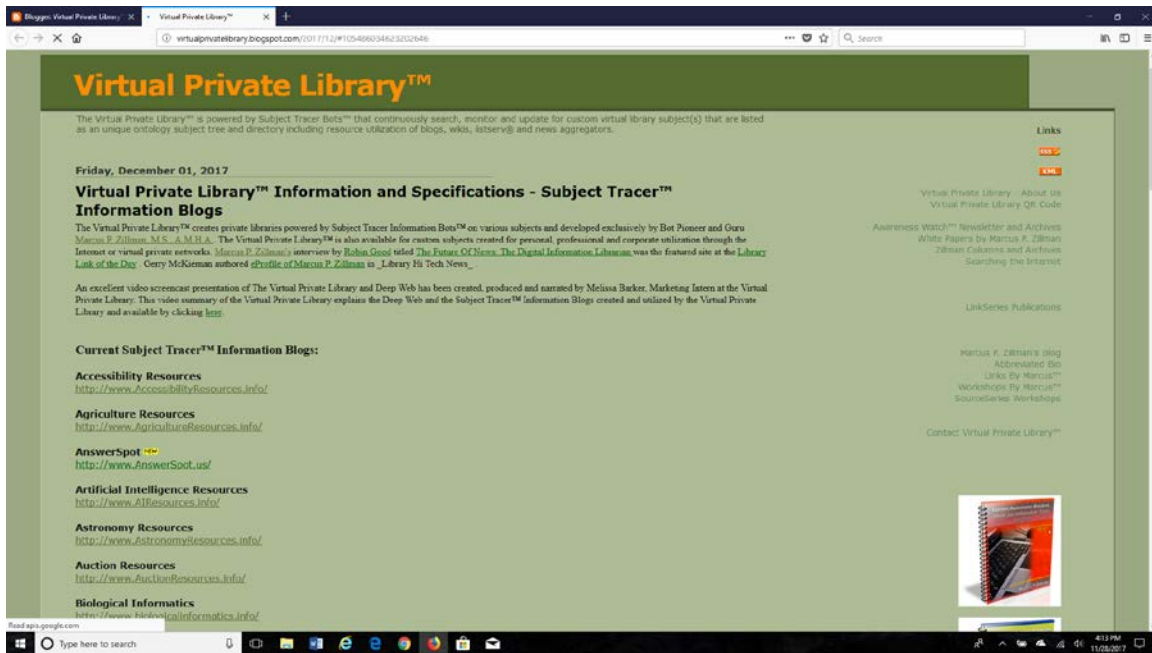 Blogger: Virtual Private Library
Virtual Private Library™
virtualprivatelibrary.blogspot.com/2017/12/#105486034623202646
Search
Virtual Private Library™
The Virtual Private Library™ is powered by Subject Tracer Bots™ that continuously search, monitor and update for custom virtual library subject(s) that are listed
as an unique ontology subject tree and directory including resource utilization of blogs, wikis, listserv® and news aggregators.
Friday, December 01, 2017
Virtual Private Library™ Information and Specifications - Subject Tracer™
Information Blogs
The Virtual Private Library™ creates private libraries powered by Subject Tracer Information Bots™ on various subjects and developed exclusively by Bot Pioneer and Guru
Marcus P. Zillman, M.S., A.M.H.A. The Virtual Private Library™ is also available for custom subjects created for personal, professional and corporate utilization through the
Internet or virtual private networks. Marcus P. Zillman's interview by Robin Good titled The Future Of News: The Digital Information Librarian was the featured site at the Library
Link of the Day . Gerry McKiernan authored eProfile of Marcus P. Zillman in _Library Hi Tech News_ .
An excellent video screencast presentation of The Virtual Private Library and Deep Web has been created, produced and narrated by Melissa Barker, Marketing Intern at the Virtual
Private Library. This video summary of the Virtual Private Library explains the Deep Web and the Subject Tracer™ Information Blogs created and utilized by the Virtual Private
Library and available by clicking here.
Current Subject Tracer™ Information Blogs:
Accessibility Resources
http://www.AccessibilityResources.info/
Agriculture Resources
http://www.AgricultureResources.info/
AnswerSpot NEW
http://www.AnswerSpot.us/
Artificial Intelligence Resources
http://www.AIResources.info/
Astronomy Resources
http://www.AstronomyResources.info/
Auction Resources
http://www.AuctionResources.info/
Biological Informatics
http://www.biologicalinformatics.com/
Links
RSS
XML
Virtual Private Library - About Us
Virtual Private Library QR Code
Awareness Watch™ Newsletter and Archives
White Papers by Marcus P. Zillman
Zillman Columns and Archives
Searching the Internet
LinkSeries Publications
Marcus P. Zillman's Blog
Abbreviated Bio
Links By Marcus™
Workshops By Marcus™
SourceSeries Workshops
Contact Virtual Private Library™
Read apis.google.com
Type here to search
4:13 PM
11/28/2017